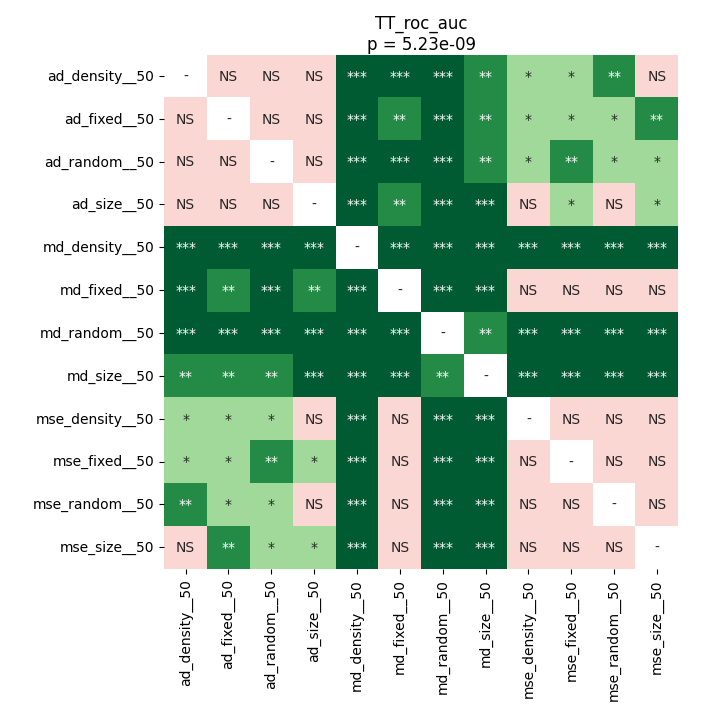 TT_roc_auc
p = 5.23e-09
ad_density__50 - NS NS NS *** *** *** ** * * ** NS
ad_fixed__50 NS - NS NS *** ** *** ** * * * **
ad_random__50 NS NS - NS *** *** *** ** * ** * *
ad_size__50 NS NS NS - *** ** *** *** NS * NS *
md_density__50 *** *** *** *** - *** *** *** *** *** *** ***
md_fixed__50 *** ** *** ** *** - *** *** NS NS NS NS
md_random__50 *** *** *** *** *** *** - ** *** *** *** ***
md_size__50 ** ** ** *** *** *** ** - *** *** *** ***
mse_density__50 * * * NS *** NS *** *** - NS NS NS
mse_fixed__50 * * ** * *** NS *** *** NS - NS NS
mse_random__50 ** * * NS *** NS *** *** NS NS - NS
mse_size__50 NS ** * * *** NS *** *** NS NS NS -
ad_density__50
ad_fixed__50
ad_random__50
ad_size__50
md_density__50
md_fixed__50
md_random__50
md_size__50
mse_density__50
mse_fixed__50
mse_random__50
mse_size__50